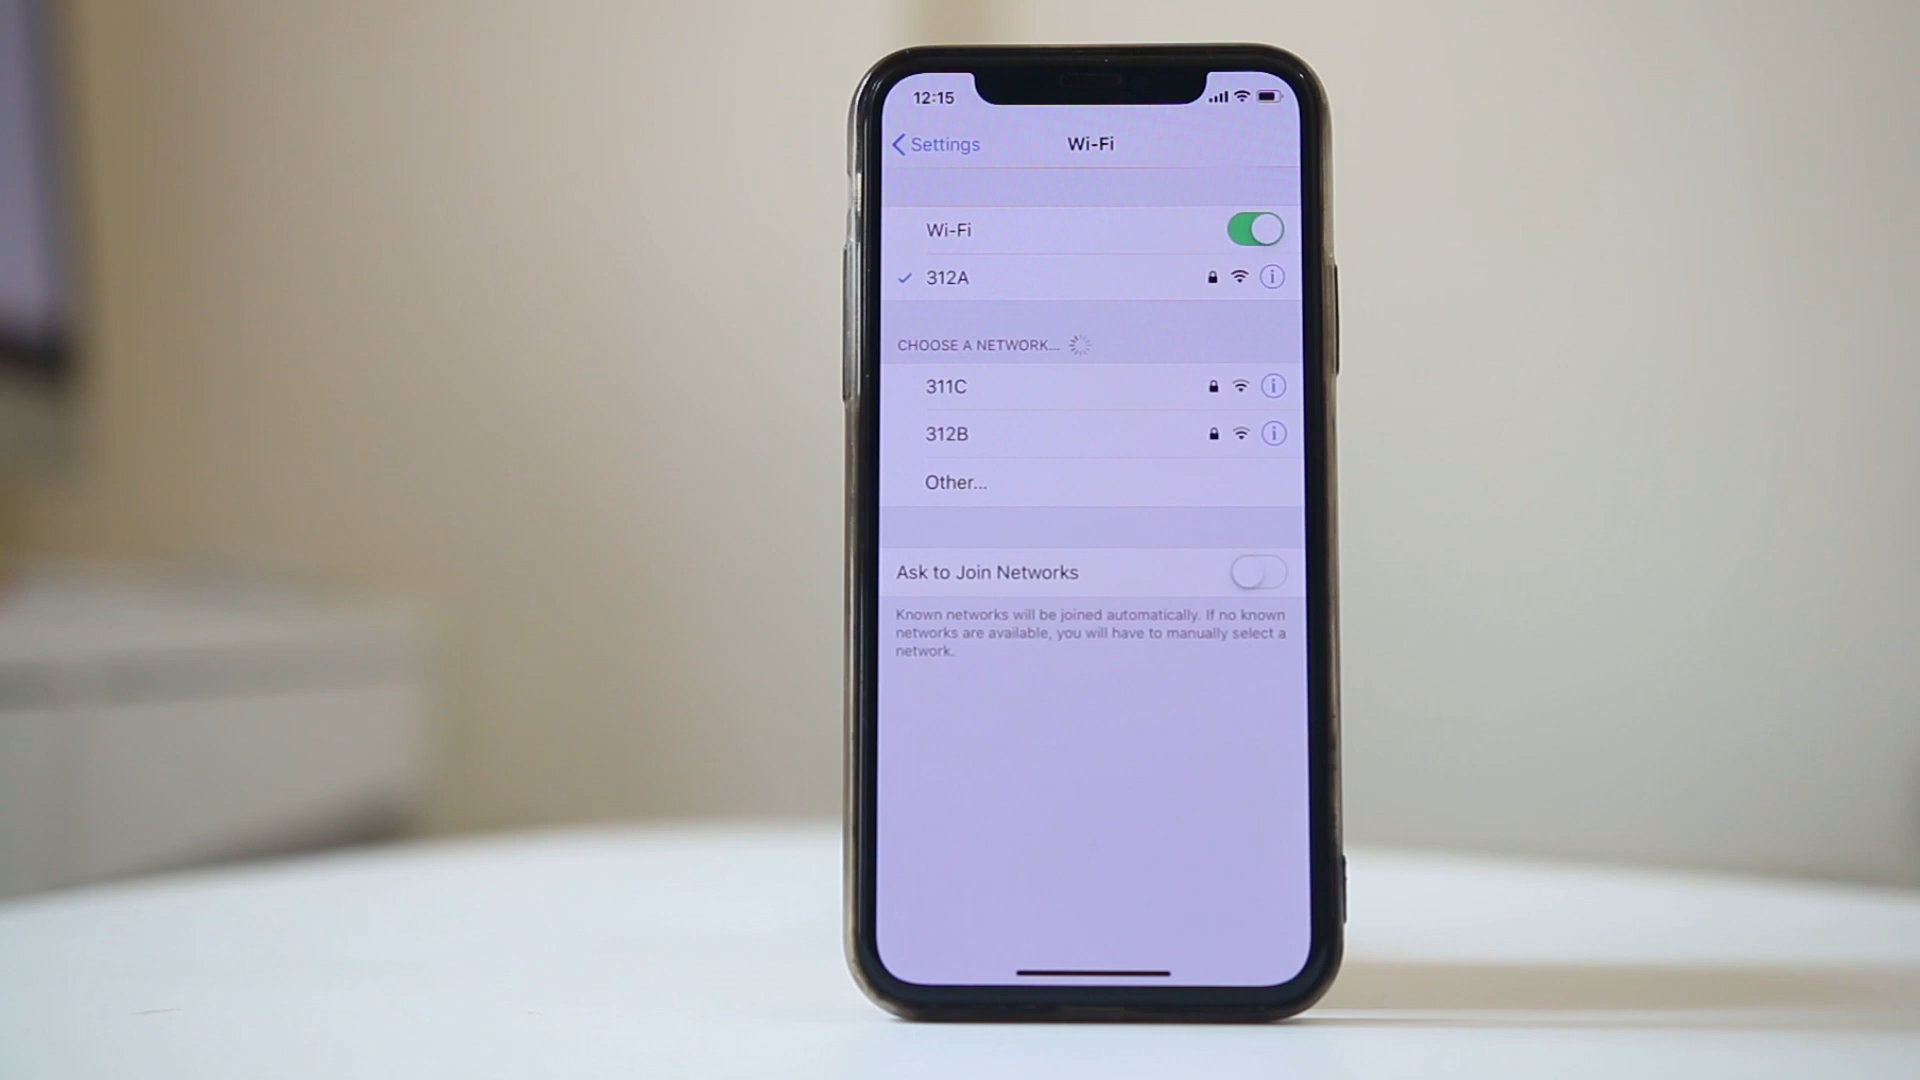 12:15
Settings
Wi-Fi
Wi-Fi
312A
CHOOSE A NETWORK...
311C
312B
Other...
Ask to Join Networks
Known networks will be joined automatically. If no known
networks are available, you will have to manually select a
network.